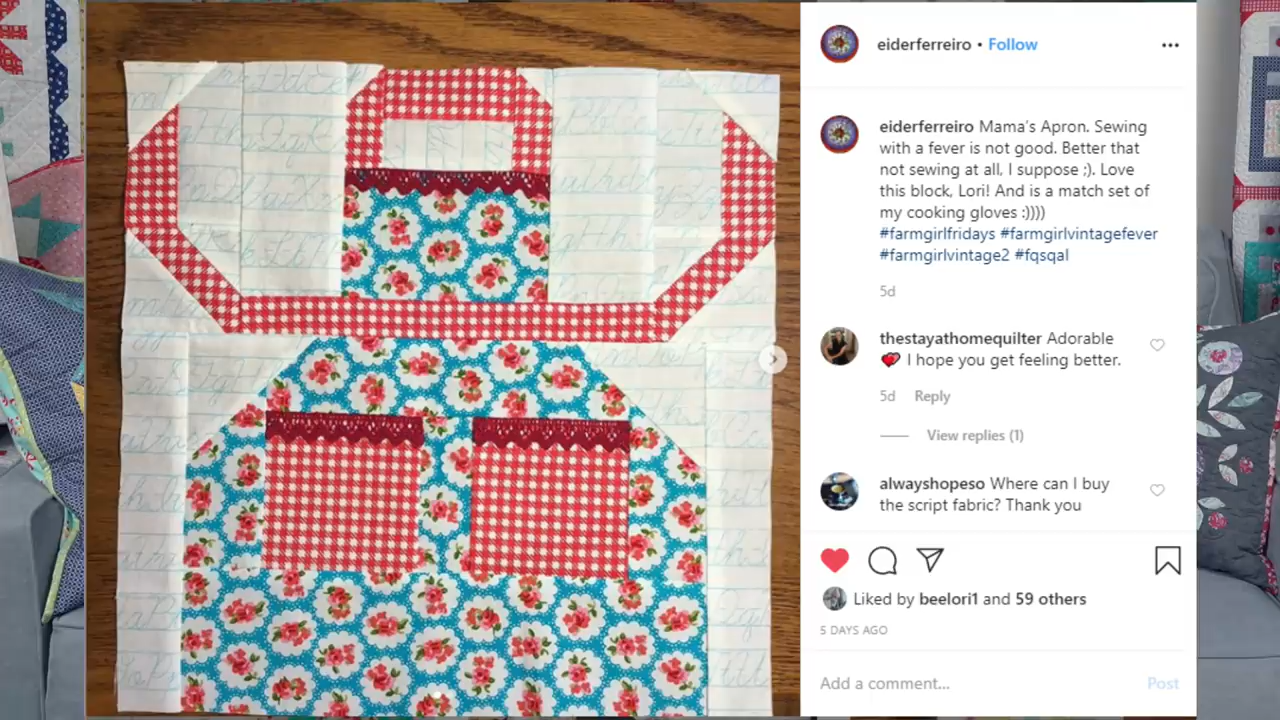 eiderferreiro • Follow
eiderferreiro Mama's Apron. Sewing
with a fever is not good. Better that
not sewing at all, I suppose ;). Love
this block, Lori! And is a match set of
my cooking gloves :))))
#farmgirlfridays #farmgirlvintagefever
#farmgirlvintage2 #fqsqal
5d
thestayathomequilter Adorable
💕 I hope you get feeling better.
5d Reply
View replies (1)
alwayshopeso Where can I buy
the script fabric? Thank you
Liked by beelori1 and 59 others
5 DAYS AGO
Add a comment... Post